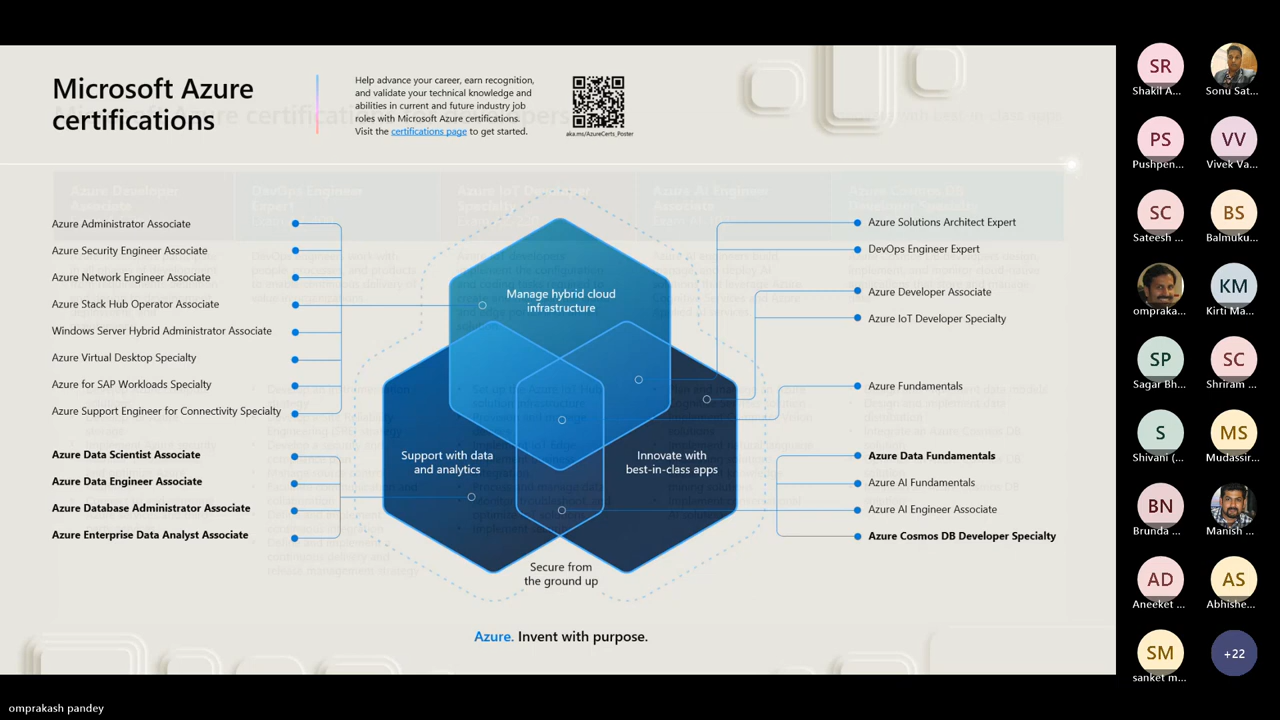 Microsoft Azure
certifications
Help advance your career, earn recognition,
and validate your technical knowledge and
abilities in current and future industry job
roles with Microsoft Azure certifications.
Visit the certifications page to get started.
aka.ms/AzureCerts_Poster
Azure Administrator Associate
Azure Security Engineer Associate
Azure Network Engineer Associate
Azure Stack Hub Operator Associate
Windows Server Hybrid Administrator Associate
Azure Virtual Desktop Specialty
Azure for SAP Workloads Specialty
Azure Support Engineer for Connectivity Specialty
Azure Data Scientist Associate
Azure Data Engineer Associate
Azure Database Administrator Associate
Azure Enterprise Data Analyst Associate
Manage hybrid cloud
infrastructure
Support with data
and analytics
Innovate with
best-in-class apps
Secure from
the ground up
Azure Solutions Architect Expert
DevOps Engineer Expert
Azure Developer Associate
Azure IoT Developer Specialty
Azure Fundamentals
Azure Data Fundamentals
Azure AI Fundamentals
Azure AI Engineer Associate
Azure Cosmos DB Developer Specialty
Azure. Invent with purpose.
SR
Shakil A...
Sonu Sat...
PS
Pushpen...
VV
Vivek Va...
SC
Sateesh ...
BS
Balmuku...
ompraka...
KM
Kirti Ma...
SP
Sagar Bh...
SC
Shriram ...
S
Shivani (...
MS
Mudassir...
BN
Brunda ...
Manish ...
AD
Aneeket ...
AS
Abhishe...
SM
sanket m...
+22
omprakash pandey